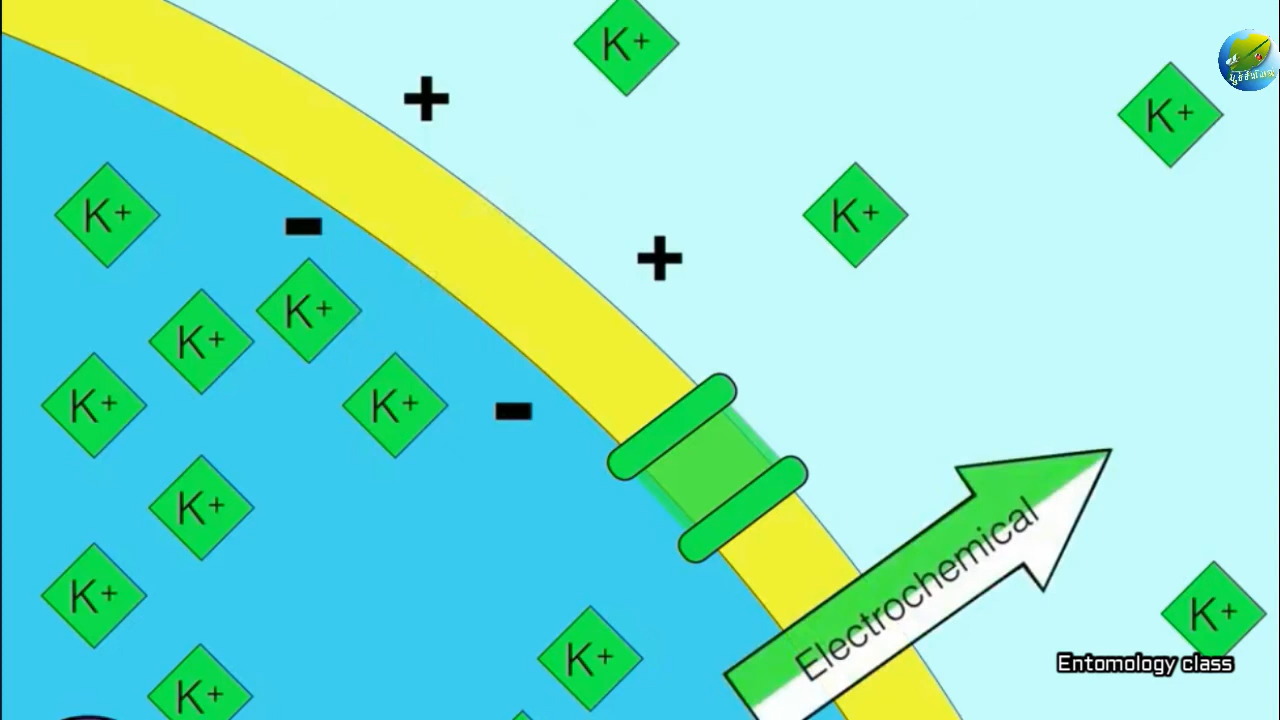 K+
K+
K+
K+
K+
K+
K+
K+
K+
K+
K+
K+
K+
+
+
-
-
Electrochemical
Entomology class